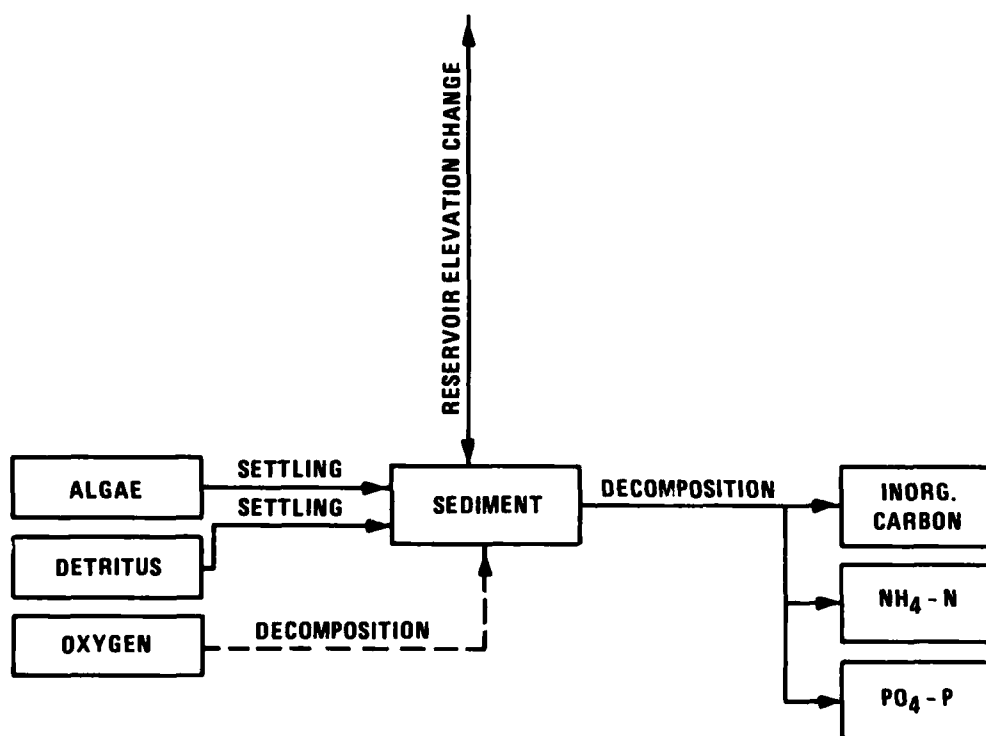 RESERVOIR ELEVATION CHANGE
ALGAE
SETTLING
SETTLING
DETRITUS
OXYGEN
DECOMPOSITION
SEDIMENT
DECOMPOSITION
INORG.
CARBON
NH₄ - N
PO₄ - P